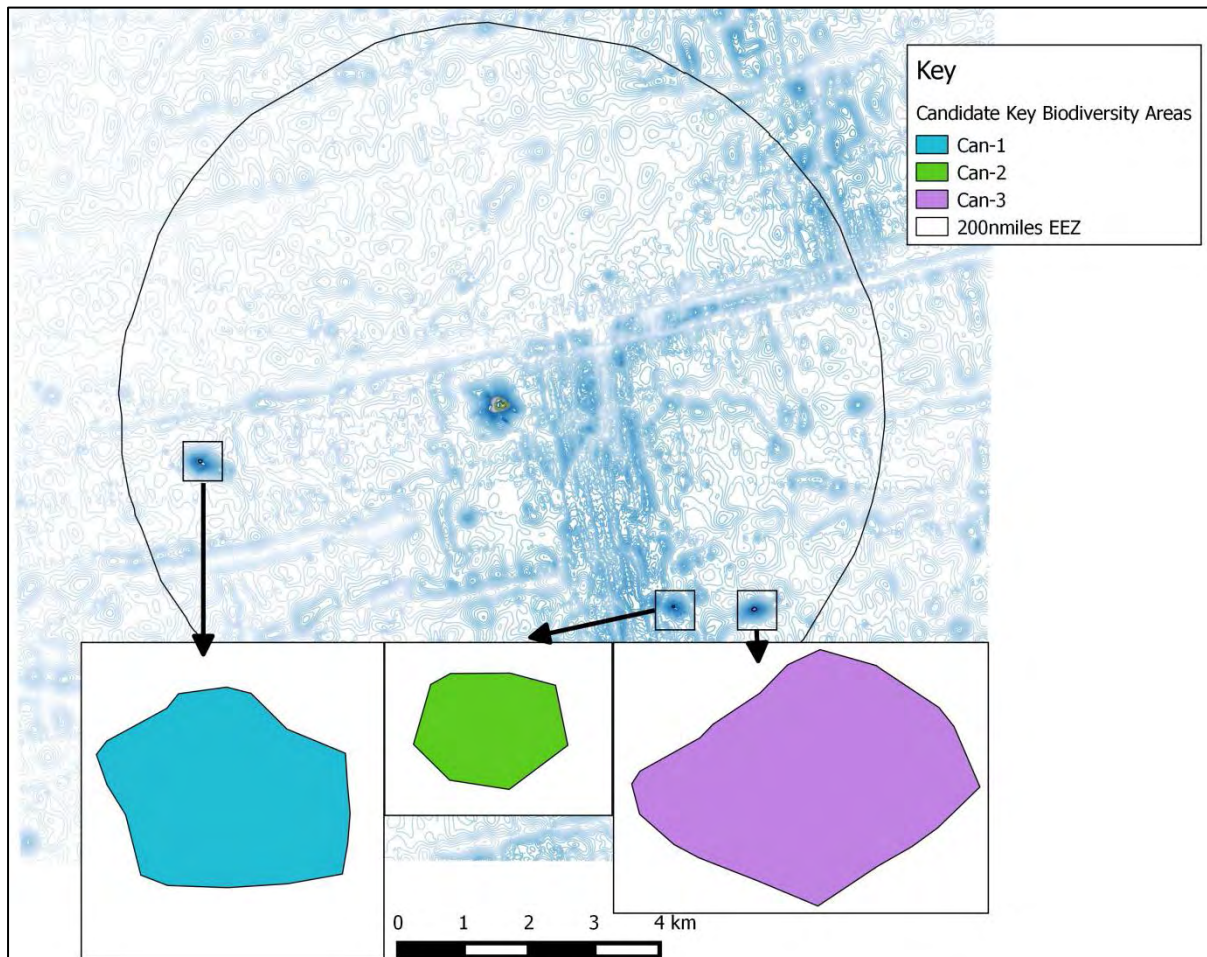 Key
Candidate Key Biodiversity Areas
Can-1
Can-2
Can-3
200nmiles EEZ
0 1 2 3 4 km